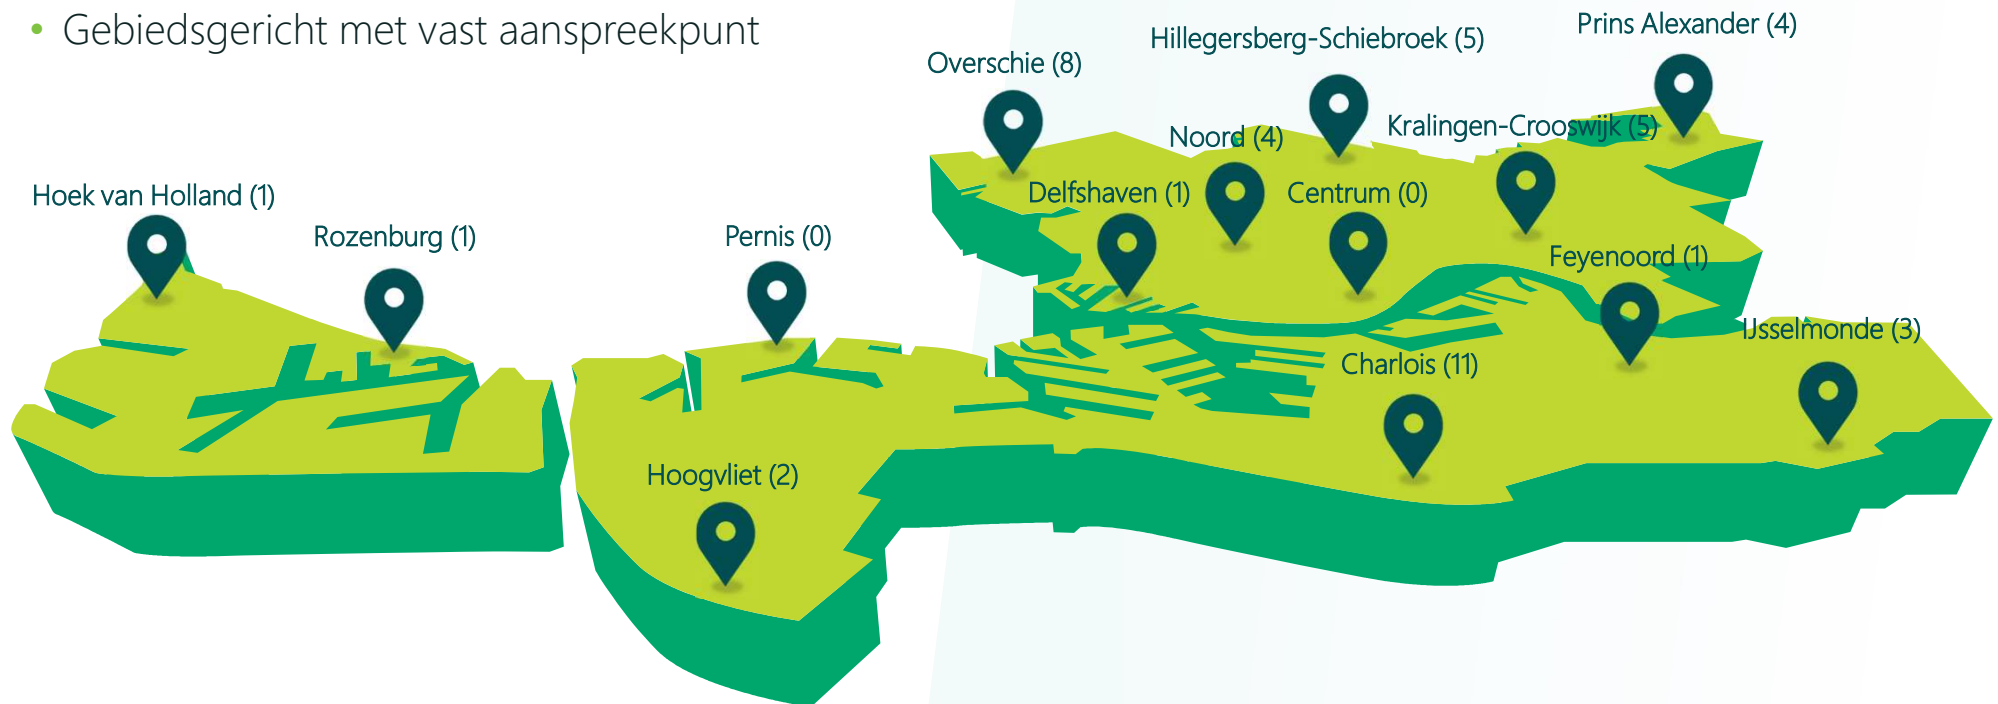 • Gebiedsgericht met vast aanspreekpunt
Prins Alexander (4)
Hillegersberg-Schiebroek (5)
Overschie (8)
Kralingen-Crooswijk (5)
Noord (4)
Delfshaven (1)
Centrum (0)
Hoek van Holland (1)
Rozenburg (1)
Pernis (0)
Feyenoord (1)
IJsselmonde (3)
Charlois (11)
Hoogvliet (2)